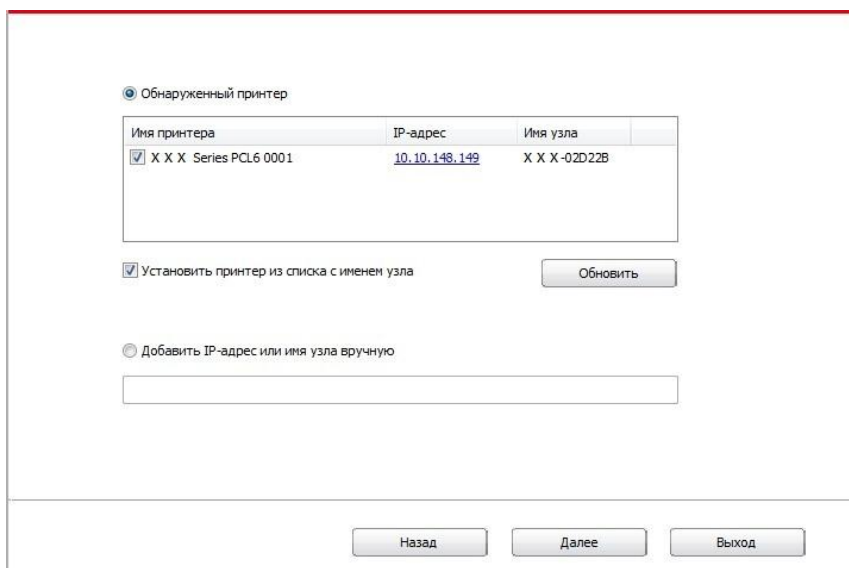 Обнаруженный принтер
Имя принтера IP-адрес Имя узла
X X X Series PCL6 0001 10.10.148.149 X X X-02D22B
Установить принтер из списка с именем узла Обновить
Добавить IP-адрес или имя узла вручную
Назад Далее Выход